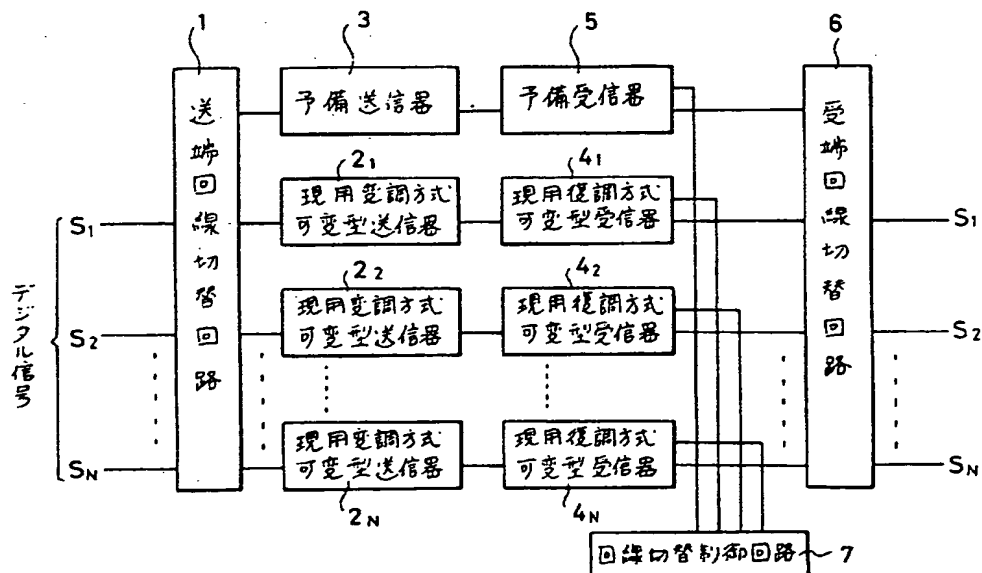 1
3
5
6
送端回線切替回路
予備送信器
予備受信器
受端回線切替回路
2₁
4₁
現用変調方式
可変型送信器
現用復調方式
可変型受信器
S₁
S₁
2₂
4₂
現用変調方式
可変型送信器
現用復調方式
可変型受信器
デジタル信号
S₂
S₂
現用変調方式
可変型送信器
現用復調方式
可変型受信器
S_N
S_N
2_N
4_N
回線切替制御回路
7